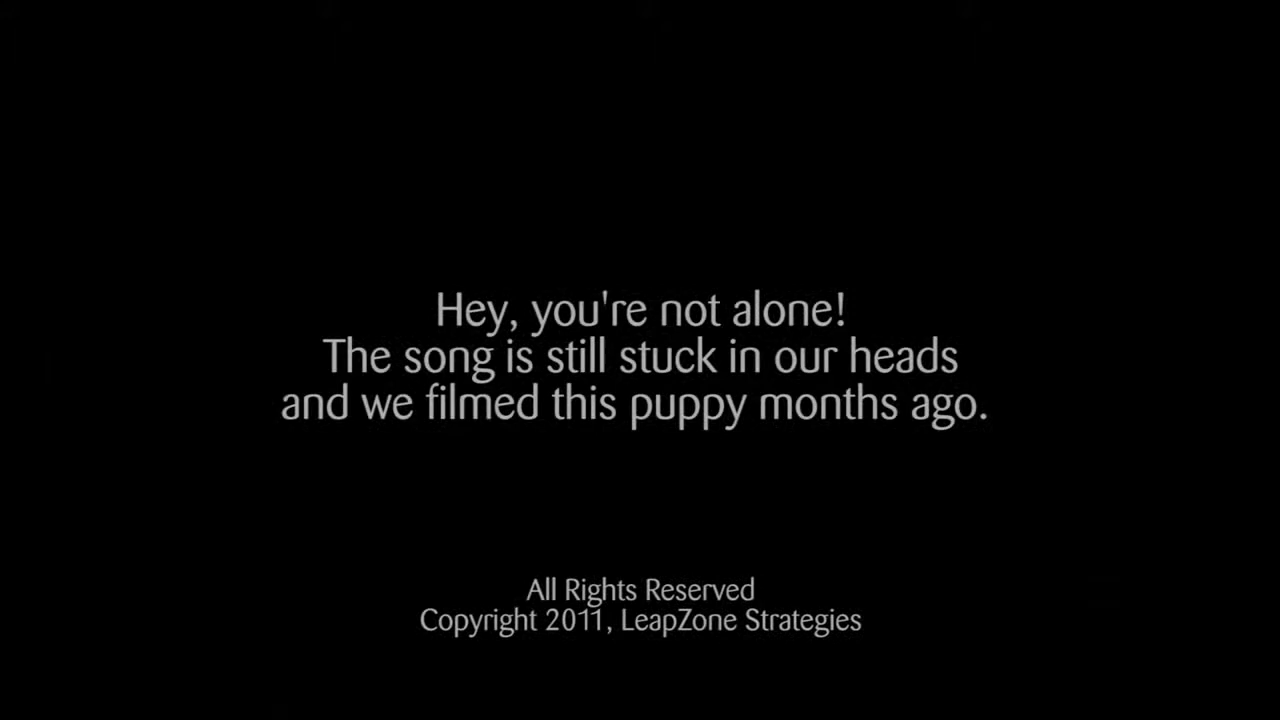 Hey, you're not alone!
The song is still stuck in our heads
and we filmed this puppy months ago.
All Rights Reserved
Copyright 2011, LeapZone Strategies